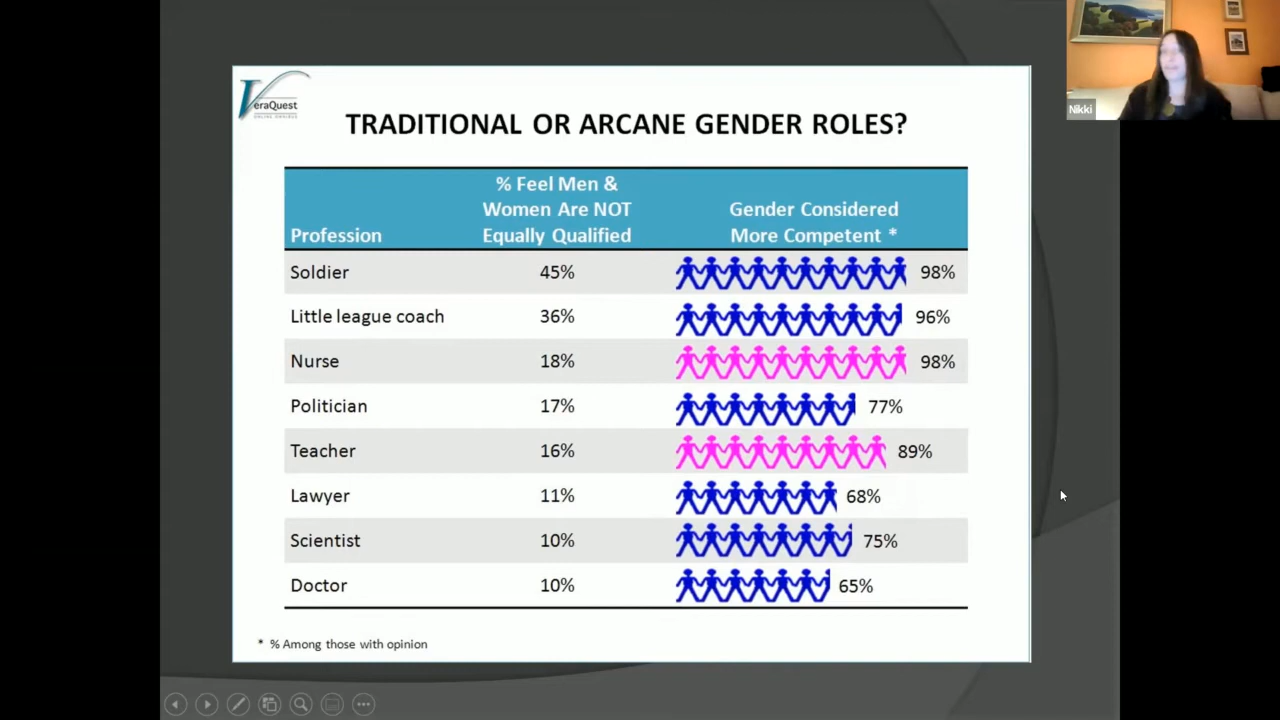 Nikki
VeraQuest
TRADITIONAL OR ARCANE GENDER ROLES?
% Feel Men &
Women Are NOT
Equally Qualified
Gender Considered
More Competent *
Profession
Soldier 45% 98%
Little league coach 36% 96%
Nurse 18% 98%
Politician 17% 77%
Teacher 16% 89%
Lawyer 11% 68%
Scientist 10% 75%
Doctor 10% 65%
* % Among those with opinion